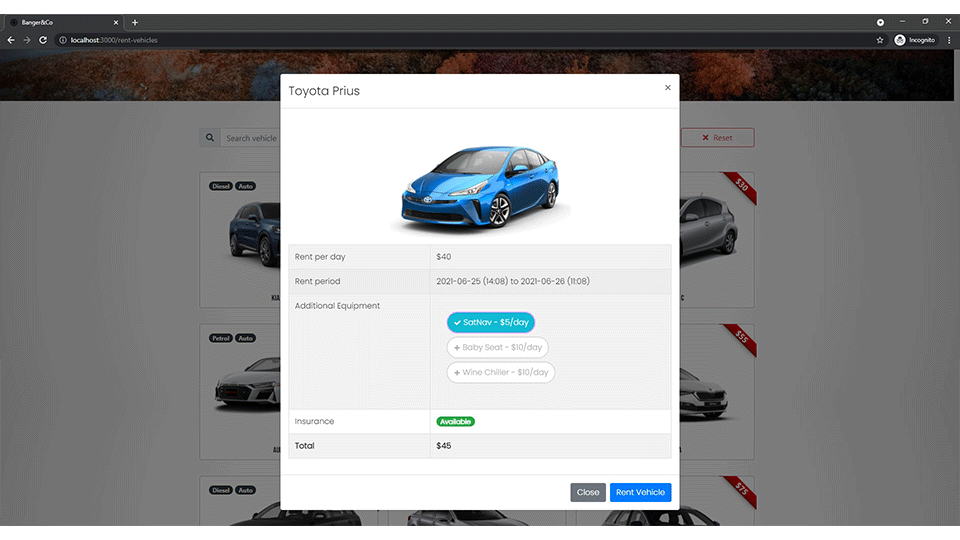 Banger&Co
localhost:3000/rent-vehicles
Incognito
Toyota Prius
Search vehicle
Reset
Diesel Auto
$30
Rent per day $40
Rent period 2021-06-25 (14:08) to 2021-06-26 (11:08)
KIA
Additional Equipment
SatNav - $5/day
Petrol Auto
$55
Baby Seat - $10/day
Wine Chiller - $10/day
Insurance Available
Total $45
Diesel Auto
$75
Close Rent Vehicle